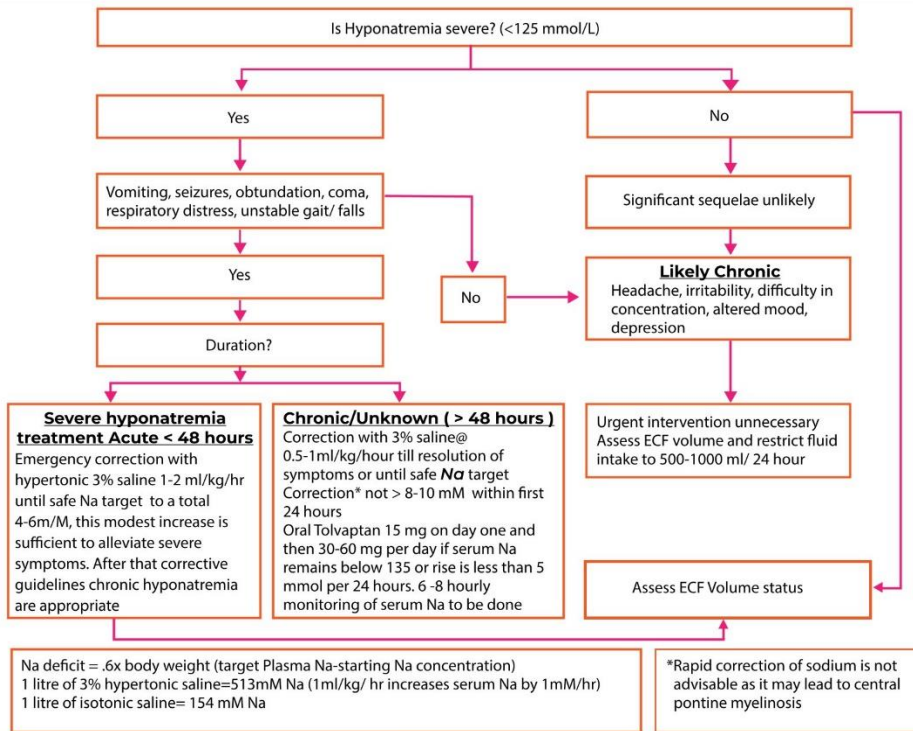 Is Hyponatremia severe? (<125 mmol/L)
Yes
No
Vomiting, seizures, obtundation, coma,
respiratory distress, unstable gait/ falls
Significant sequelae unlikely
Yes
No
Likely Chronic
Headache, irritability, difficulty in
concentration, altered mood,
depression
Duration?
Severe hyponatremia
treatment Acute < 48 hours
Emergency correction with
hypertonic 3% saline 1-2 ml/kg/hr
until safe Na target to a total
4-6m/M, this modest increase is
sufficient to alleviate severe
symptoms. After that corrective
guidelines chronic hyponatremia
are appropriate
Chronic/Unknown ( > 48 hours )
Correction with 3% saline@
0.5-1ml/kg/hour till resolution of
symptoms or until safe Na target
Correction* not > 8-10 mM within first
24 hours
Oral Tolvaptan 15 mg on day one and
then 30-60 mg per day if serum Na
remains below 135 or rise is less than 5
mmol per 24 hours. 6 -8 hourly
monitoring of serum Na to be done
Urgent intervention unnecessary
Assess ECF volume and restrict fluid
intake to 500-1000 ml/ 24 hour
Assess ECF Volume status
Na deficit = .6x body weight (target Plasma Na-starting Na concentration)
1 litre of 3% hypertonic saline=513mM Na (1ml/kg/ hr increases serum Na by 1mM/hr)
1 litre of isotonic saline= 154 mM Na
*Rapid correction of sodium is not
advisable as it may lead to central
pontine myelinosis